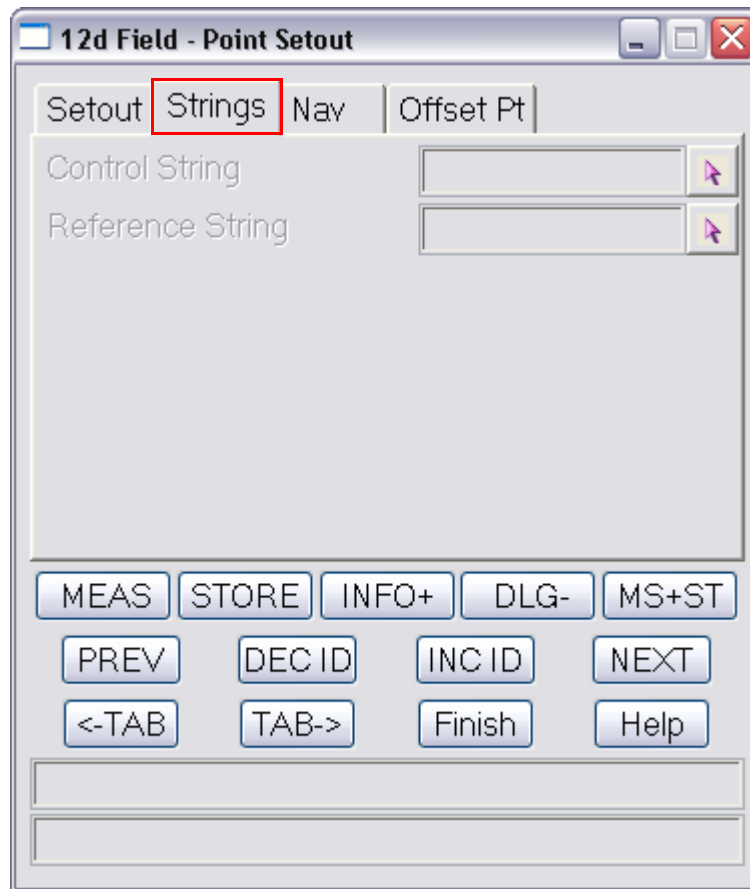 12d Field - Point Setout
Setout Strings Nav Offset Pt
Control String
Reference String
MEAS STORE INFO+ DLG- MS+ST
PREV DEC ID INC ID NEXT
<-TAB TAB-> Finish Help